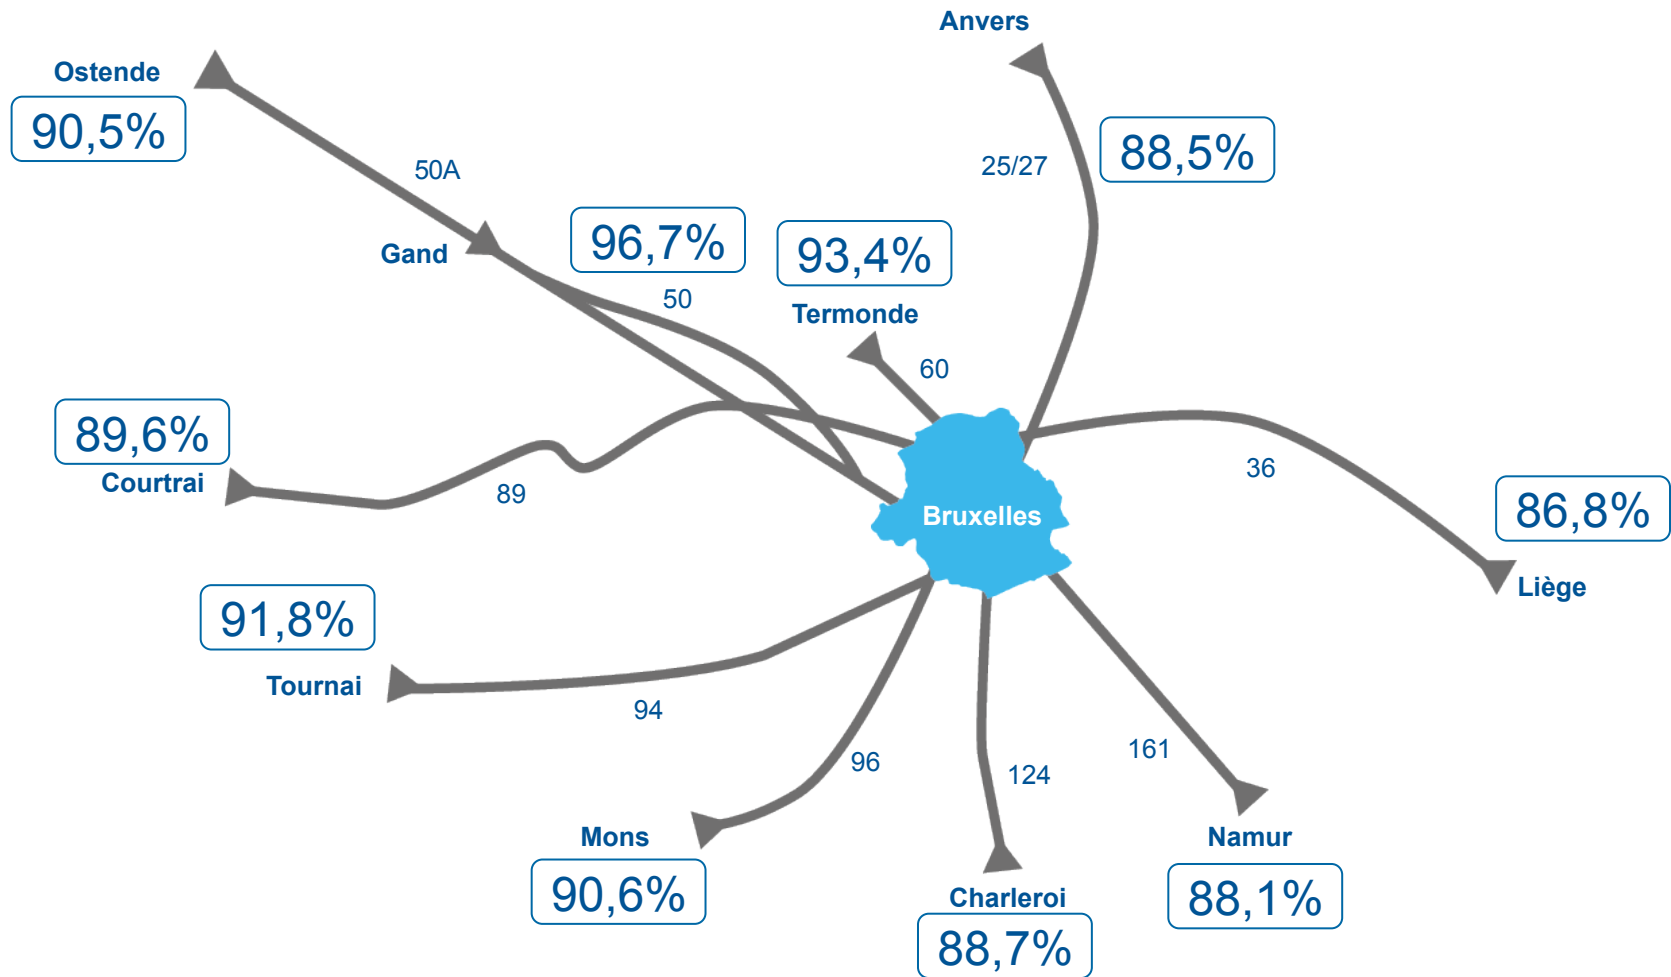 Anvers
Ostende
90,5%
88,5%
50A
25/27
96,7%
93,4%
Gand
50
Termonde
60
89,6%
Courtrai
89
36
86,8%
Bruxelles
Liège
91,8%
Tournai
94
96
124
161
Mons
90,6%
Namur
88,1%
Charleroi
88,7%